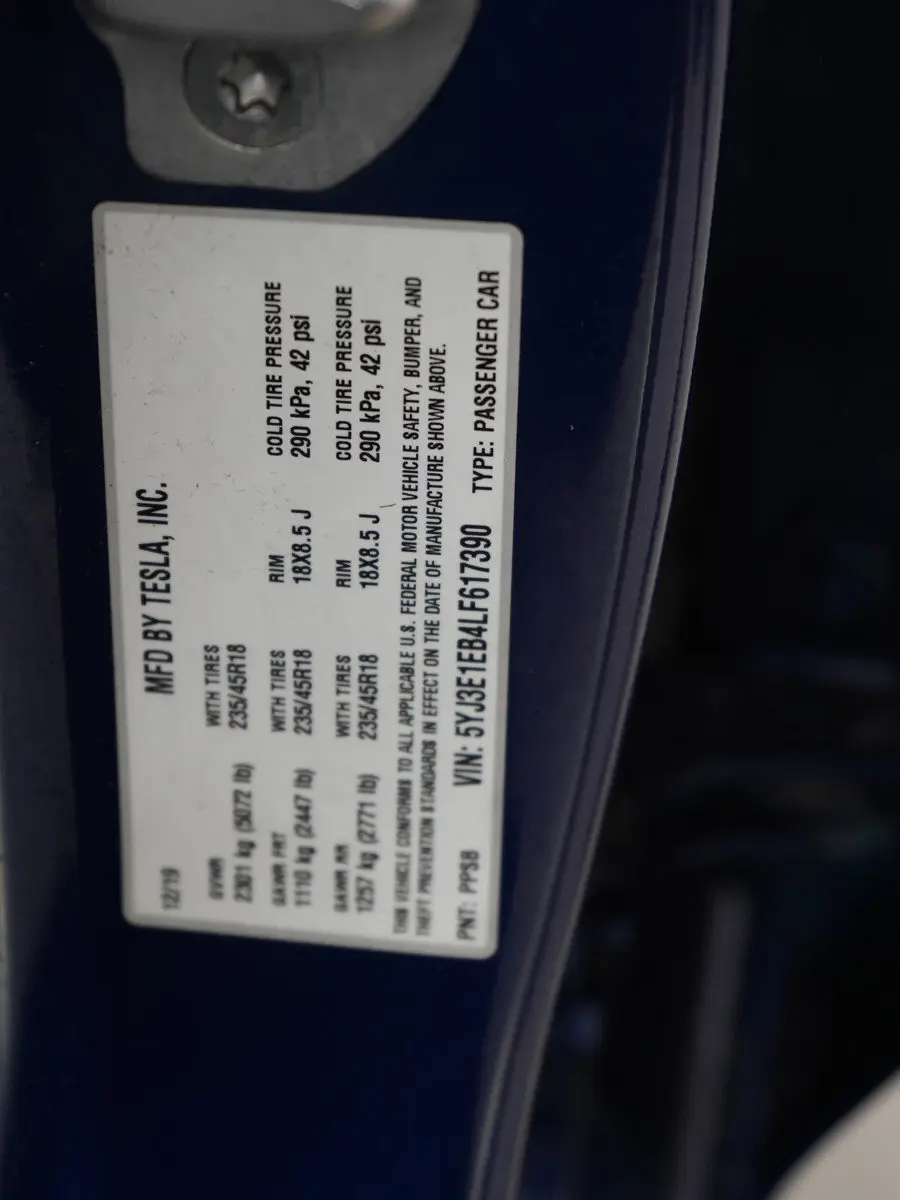 MFD BY TESLA, INC.
12/19
GVWR WITH TIRES
2301 kg (5072 lb) 235/45R18
GAWR FRT WITH TIRES RIM COLD TIRE PRESSURE
1110 kg (2447 lb) 235/45R18 18X8.5 J 290 kPa, 42 psi
GAWR RR WITH TIRES RIM COLD TIRE PRESSURE
1257 kg (2771 lb) 235/45R18 18X8.5 J 290 kPa, 42 psi
THIS VEHICLE CONFORMS TO ALL APPLICABLE U.S. FEDERAL MOTOR VEHICLE SAFETY, BUMPER, AND
THEFT PREVENTION STANDARDS IN EFFECT ON THE DATE OF MANUFACTURE SHOWN ABOVE.
PNT: PPSB VIN: 5YJ3E1EB4LF617390 TYPE: PASSENGER CAR